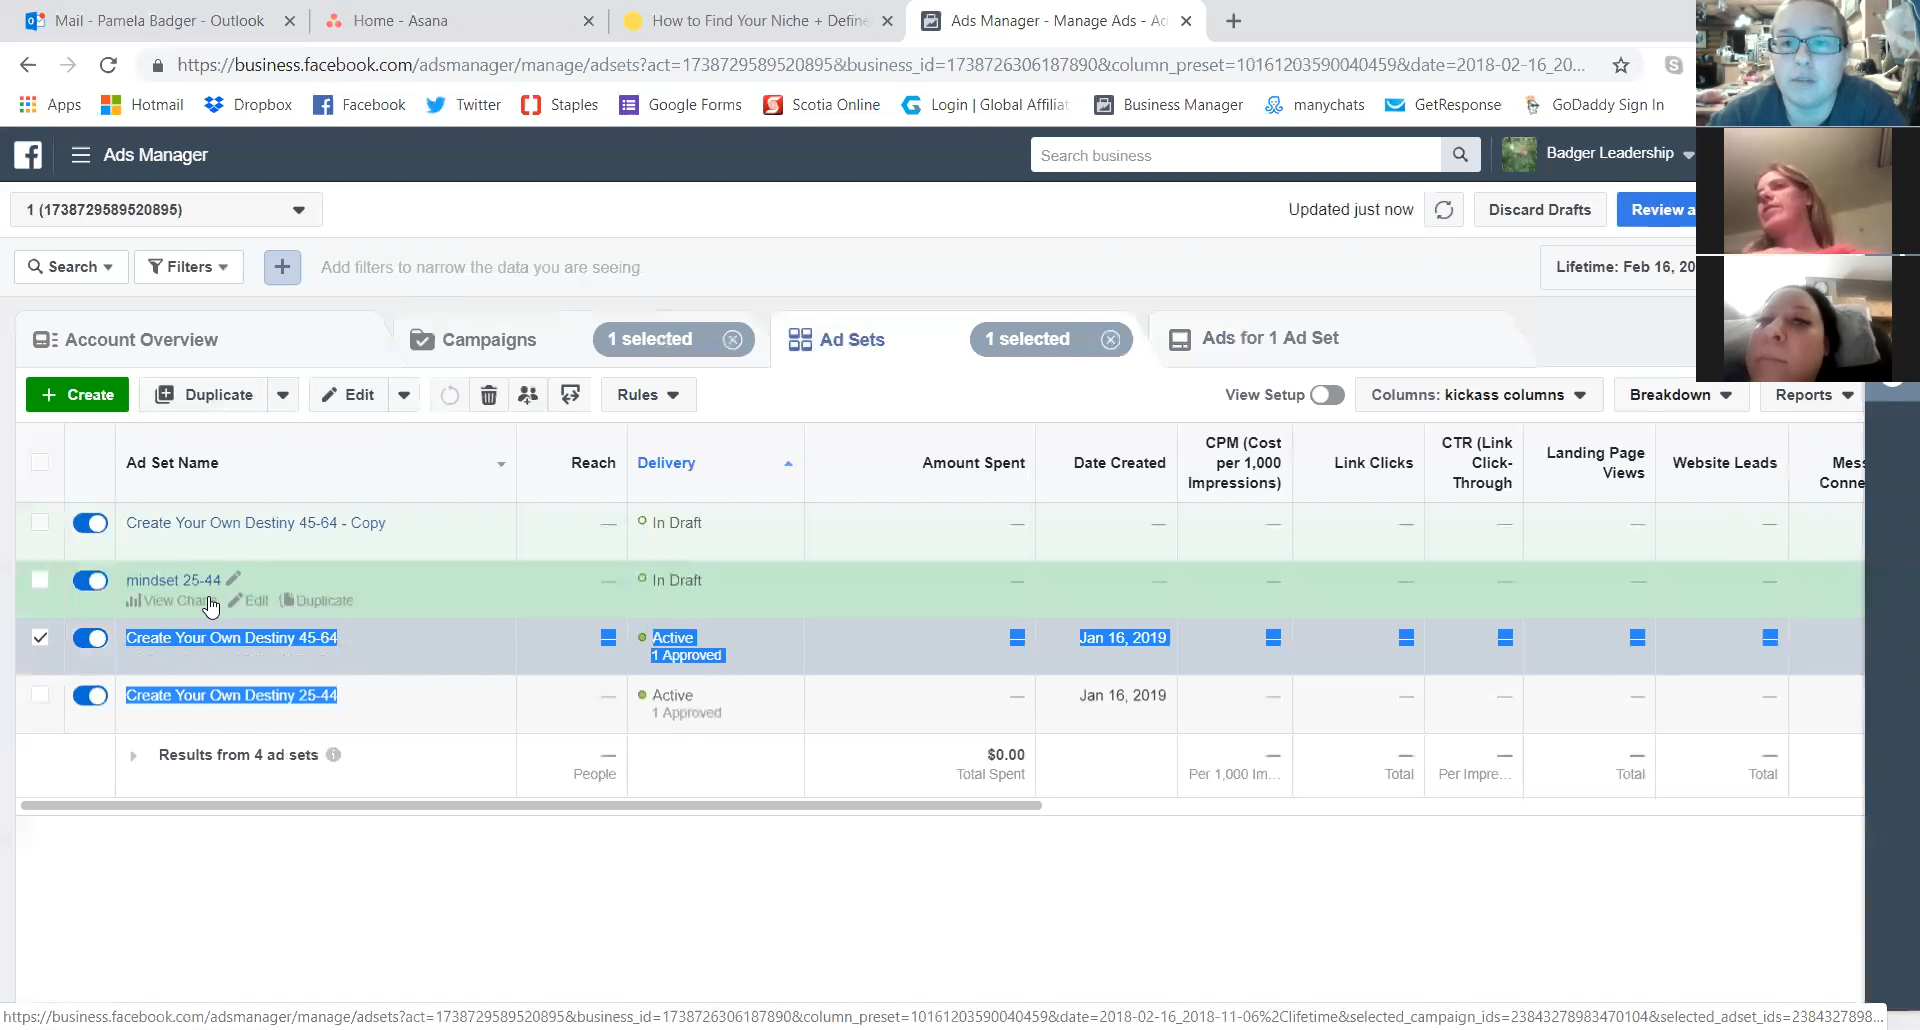 Mail - Pamela Badger - Outlook
Home - Asana
How to Find Your Niche + Define
Ads Manager - Manage Ads - Ad
https://business.facebook.com/adsmanager/manage/adsets?act=1738729589520895&business_id=1738726306187890&column_preset=10161203590040459&date=2018-02-16_20...
Apps
Hotmail
Dropbox
Facebook
Twitter
Staples
Google Forms
Scotia Online
Login | Global Affiliat
Business Manager
manychats
GetResponse
GoDaddy Sign In
Ads Manager
Search business
Badger Leadership
1 (1738729589520895)
Updated just now
Discard Drafts
Review a
Search
Filters
Add filters to narrow the data you are seeing
Lifetime: Feb 16, 20
Account Overview
Campaigns
1 selected
Ad Sets
1 selected
Ads for 1 Ad Set
+ Create
Duplicate
Edit
Rules
View Setup
Columns: kickass columns
Breakdown
Reports
Ad Set Name
Reach
Delivery
Amount Spent
Date Created
CPM (Cost per 1,000 Impressions)
Link Clicks
CTR (Link Click-Through
Landing Page Views
Website Leads
Mess
Conne
Create Your Own Destiny 45-64 - Copy
— In Draft — — — — — — —
mindset 25-44
— In Draft — — — — — — —
View Char Edit Duplicate
Create Your Own Destiny 45-64
— Active — Jan 16, 2019 — — — — —
1 Approved
Create Your Own Destiny 25-44
— Active — Jan 16, 2019 — — — — —
1 Approved
Results from 4 ad sets
— $0.00 — — — — —
People
Total Spent
Per 1,000 Im...
Total
Per Impre...
Total
Total
https://business.facebook.com/adsmanager/manage/adsets?act=1738729589520895&business_id=1738726306187890&column_preset=10161203590040459&date=2018-02-16_2018-11-06%2Clifetime&selected_campaign_ids=23843278983470104&selected_adset_ids=2384327898...